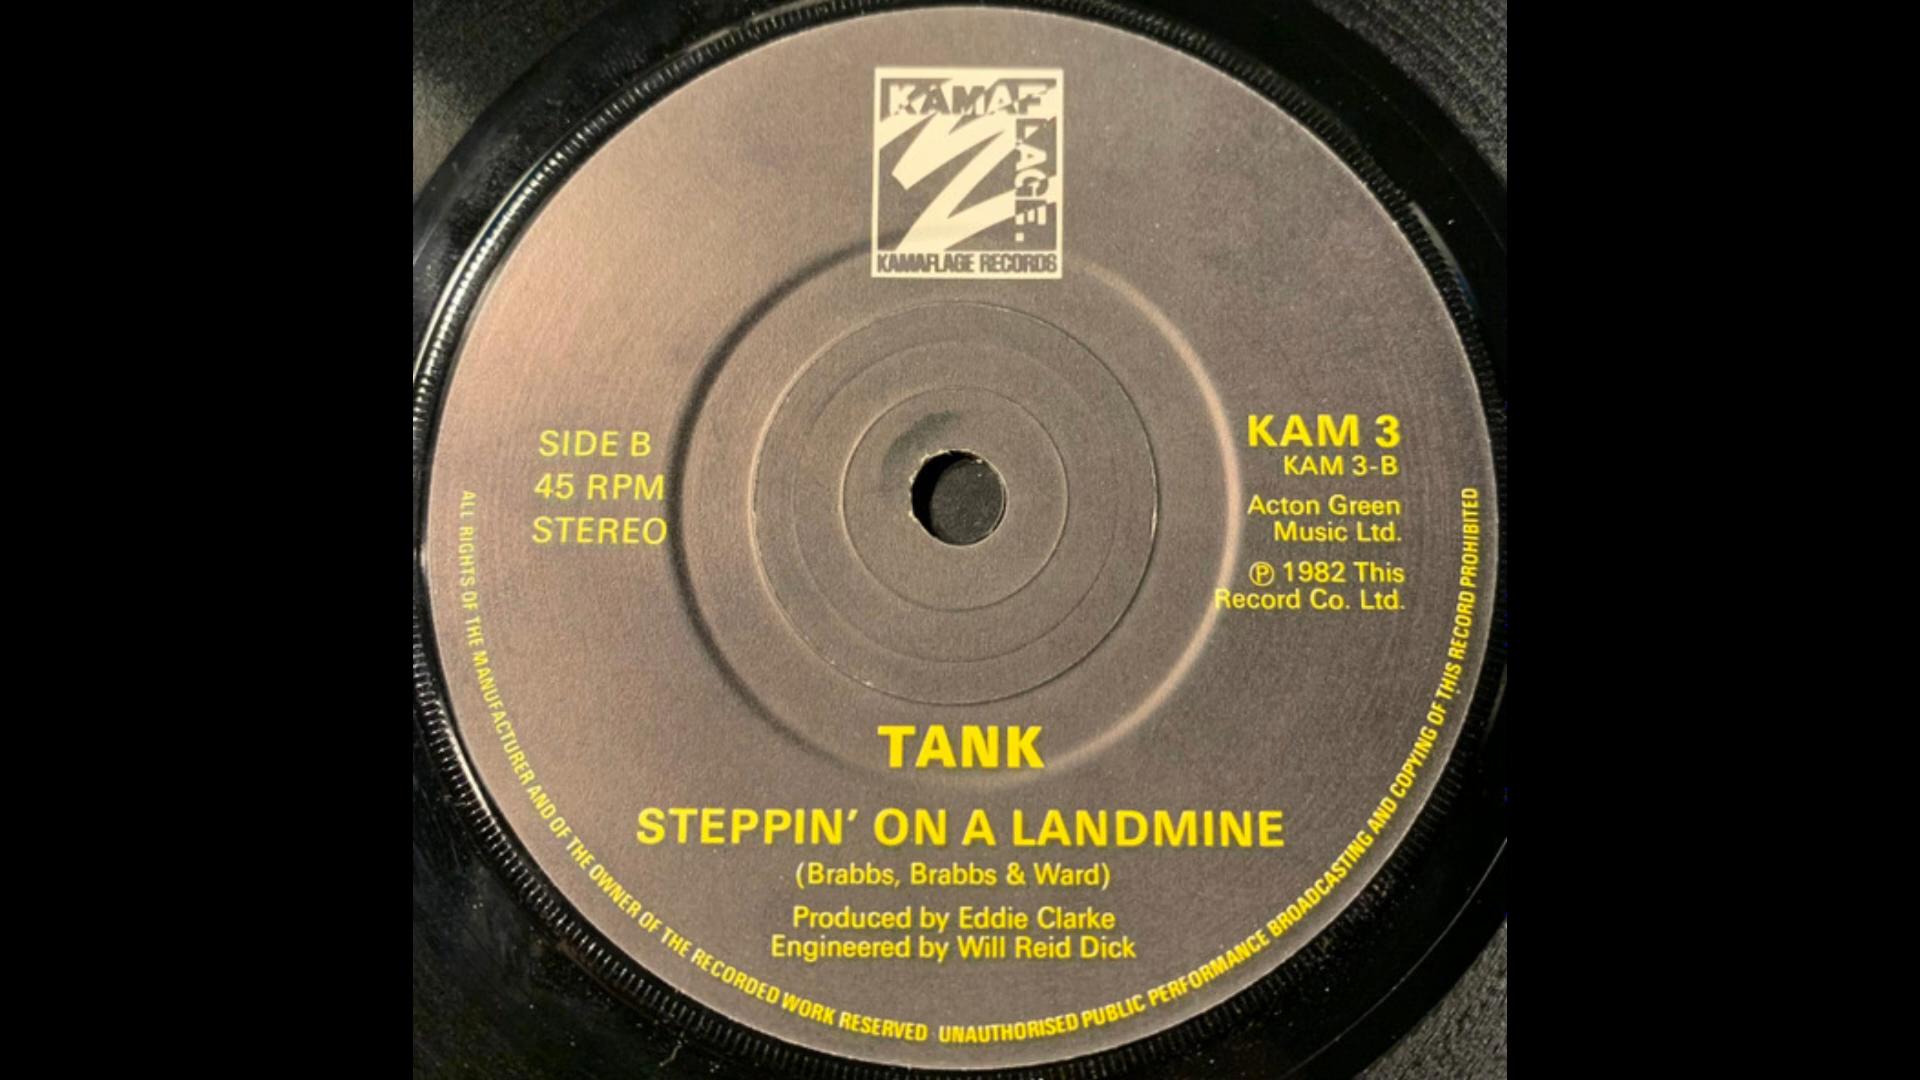 KAMAF
LAGE.
KAMAFLAGE RECORDS
SIDE B
45 RPM
STEREO
KAM 3
KAM 3-B
Acton Green
Music Ltd.
Ⓟ 1982 This
Record Co. Ltd.
TANK
STEPPIN' ON A LANDMINE
(Brabbs, Brabbs & Ward)
Produced by Eddie Clarke
Engineered by Will Reid Dick
ALL RIGHTS OF THE MANUFACTURER AND OF THE OWNER OF THE RECORDED WORK RESERVED UNAUTHORISED PUBLIC PERFORMANCE BROADCASTING AND COPYING OF THIS RECORD PROHIBITED